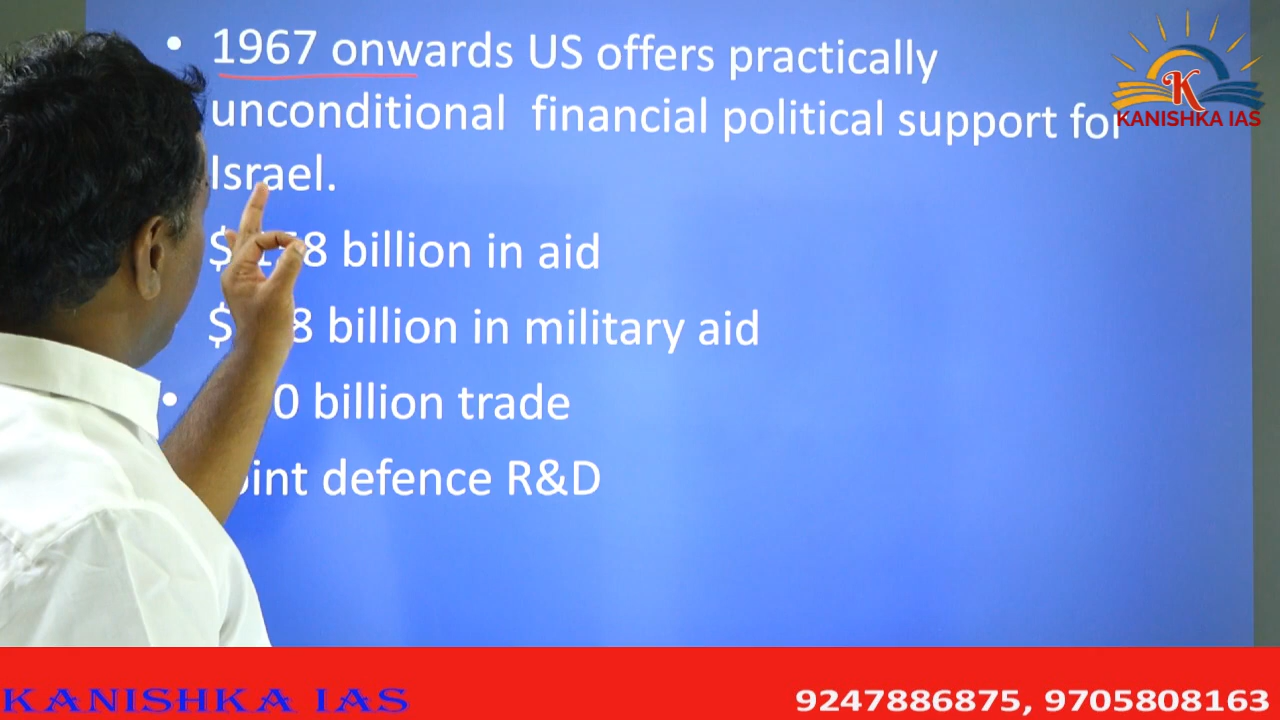 1967 onwards US offers practically
unconditional financial political support for
Israel.
billion in aid
billion in military aid
billion trade
defence R&D
K
KANISHKA IAS
KANISHKA IAS
9247886875, 9705808163